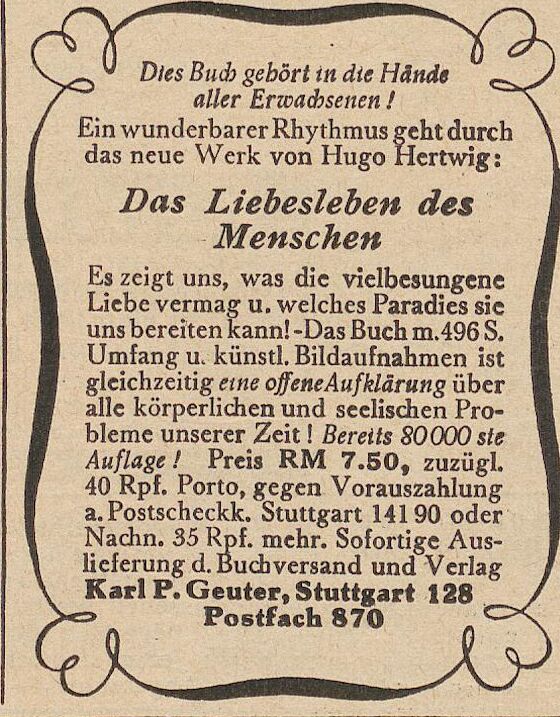 Dies Buch gehört in die Hände
aller Erwachsenen!
Ein wunderbarer Rhythmus geht durch
das neue Werk von Hugo Hertwig:
Das Liebesleben des
Menschen
Es zeigt uns, was die vielbesungene
Liebe vermag u. welches Paradies sie
uns bereiten kann!-Das Buch m.496 S.
Umfang u. künstl. Bildaufnahmen ist
gleichzeitig eine offene Aufklärung über
alle körperlichen und seelischen Pro-
bleme unserer Zeit! Bereits 80000 ste
Auflage! Preis RM 7.50, zuzügl.
40 Rpf. Porto, gegen Vorauszahlung
a. Postscheckk. Stuttgart 14190 oder
Nachn. 35 Rpf. mehr. Sofortige Aus-
lieferung d. Buchversand und Verlag
Karl P. Geuter, Stuttgart 128
Postfach 870